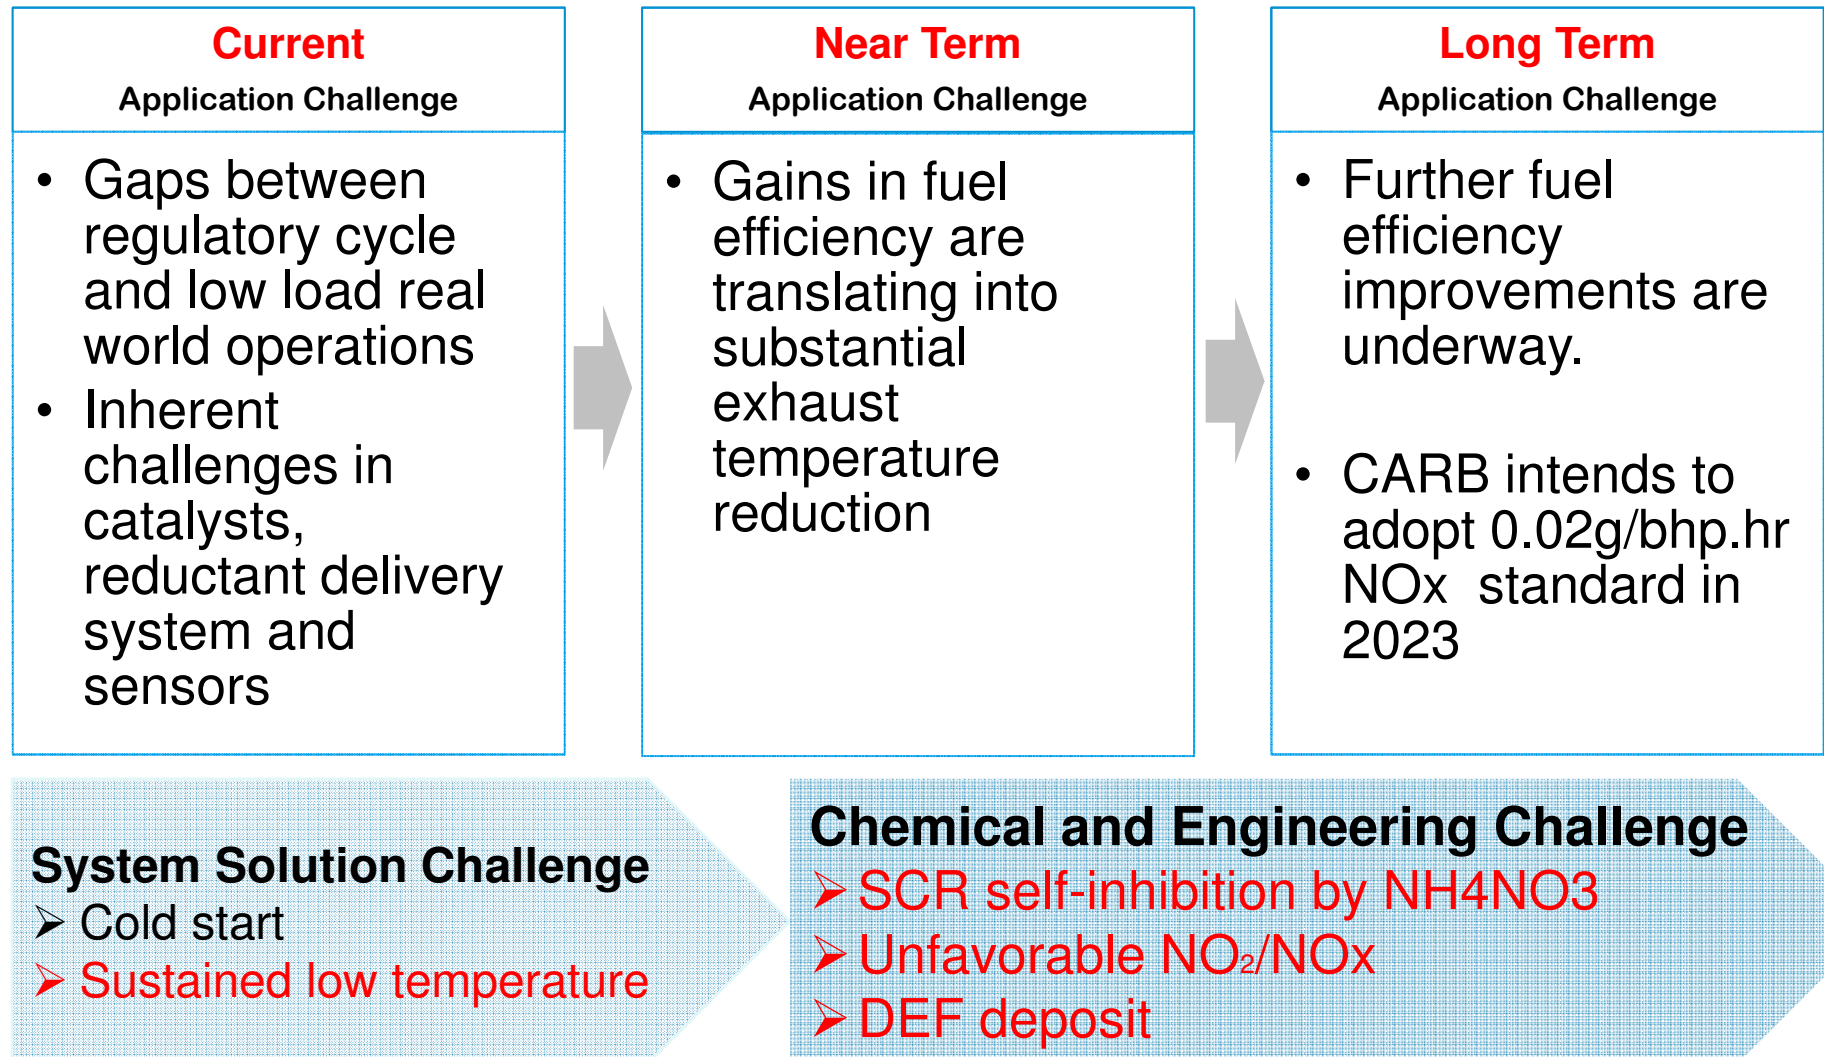 Current
Application Challenge
• Gaps between
regulatory cycle
and low load real
world operations
• Inherent
challenges in
catalysts,
reductant delivery
system and
sensors
Near Term
Application Challenge
• Gains in fuel
efficiency are
translating into
substantial
exhaust
temperature
reduction
Long Term
Application Challenge
• Further fuel
efficiency
improvements are
underway.
• CARB intends to
adopt 0.02g/bhp.hr
NOx  standard in
2023
System Solution Challenge
➢ Cold start
➢ Sustained low temperature
Chemical and Engineering Challenge
➢ SCR self-inhibition by NH4NO3
➢ Unfavorable NO₂/NOx
➢ DEF deposit